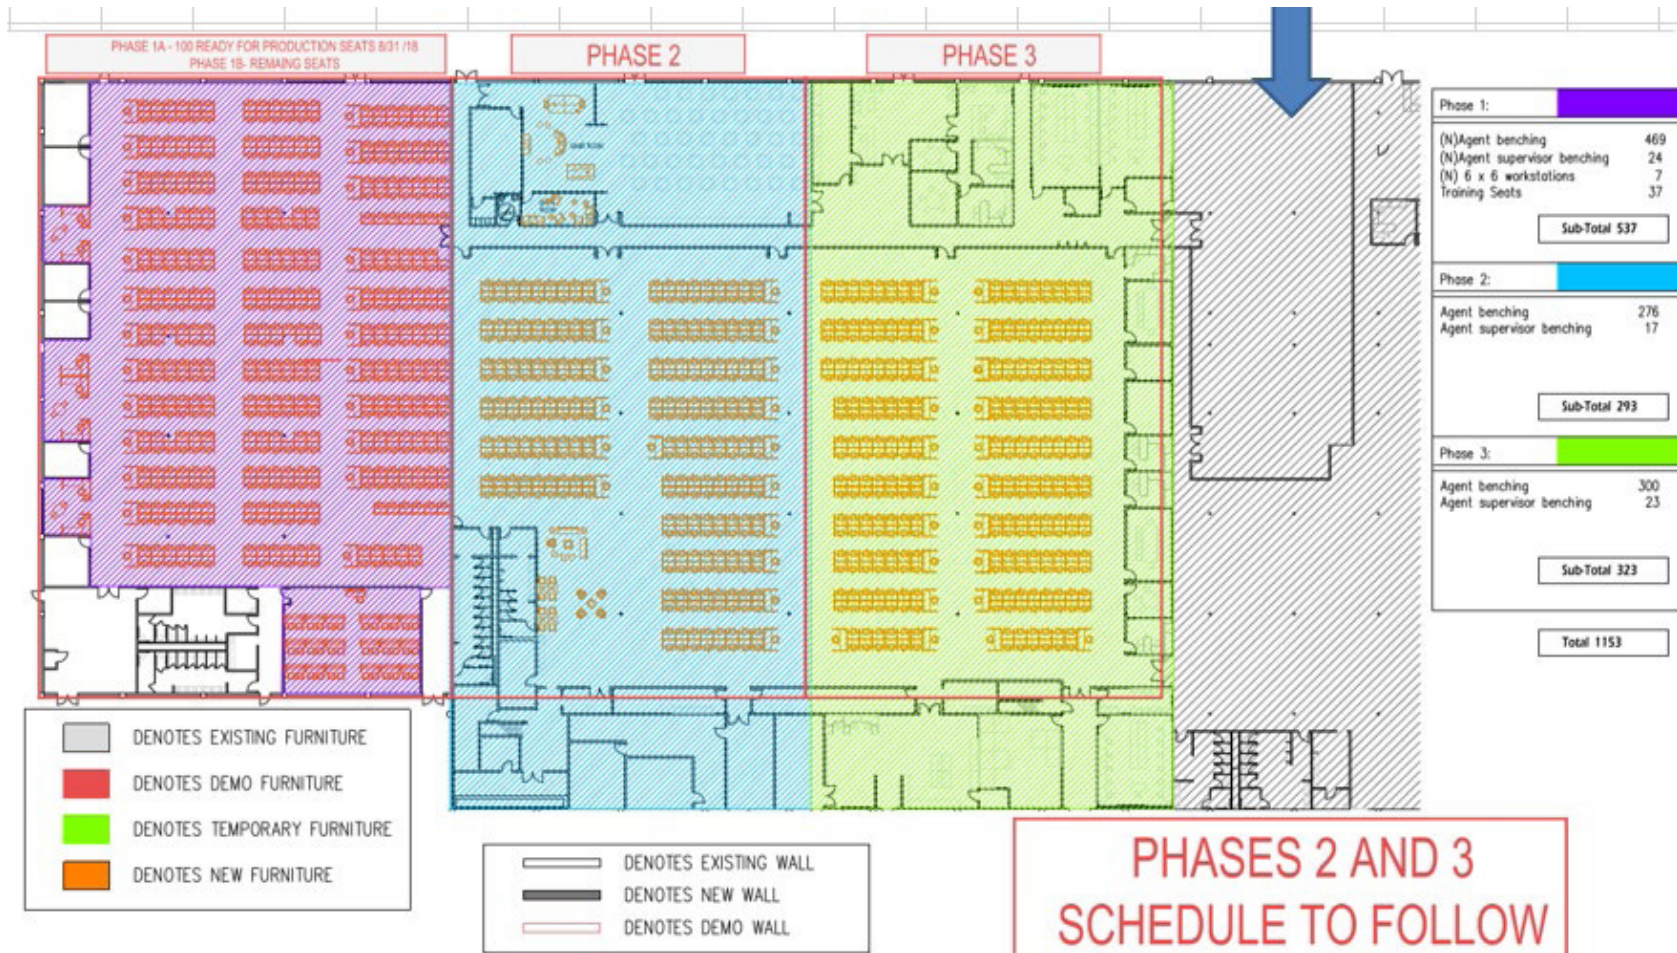 PHASE 1A - 100 READY FOR PRODUCTION SEATS 8/31 /18
PHASE 1B- REMAING SEATS
PHASE 2
PHASE 3
Phase 1:
(N)Agent benching 469
(N)Agent supervisor benching 24
(N) 6 x 6 workstations 7
Training Seats 37
Sub-Total 537
Phase 2:
Agent benching 276
Agent supervisor benching 17
Sub-Total 293
Phase 3:
Agent benching 300
Agent supervisor benching 23
Sub-Total 323
Total 1153
DENOTES EXISTING FURNITURE
DENOTES DEMO FURNITURE
DENOTES TEMPORARY FURNITURE
DENOTES NEW FURNITURE
DENOTES EXISTING WALL
DENOTES NEW WALL
DENOTES DEMO WALL
PHASES 2 AND 3
SCHEDULE TO FOLLOW